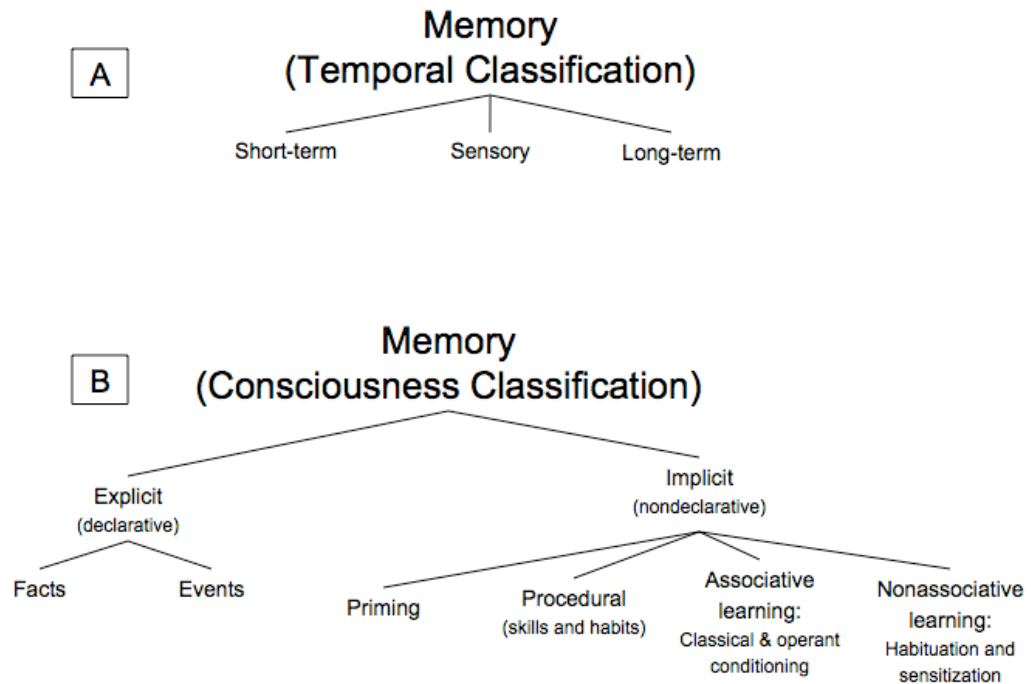 A
Memory
(Temporal Classification)
Short-term
Sensory
Long-term
B
Memory
(Consciousness Classification)
Explicit
(declarative)
Implicit
(nondeclarative)
Facts
Events
Priming
Procedural
(skills and habits)
Associative
learning:
Classical & operant
conditioning
Nonassociative
learning:
Habituation and
sensitization